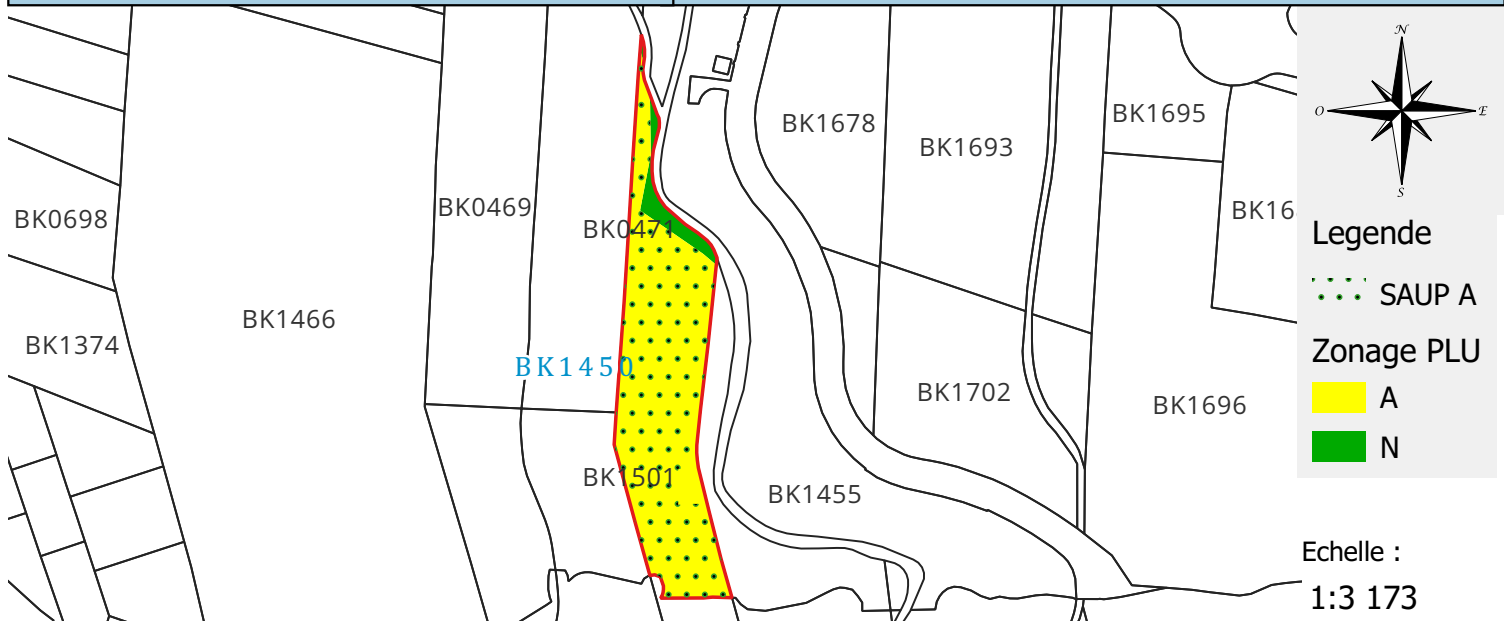 N
O
E
S
BK1678
BK1693
BK1695
BK0698
BK0469
BK0471
BK16
BK1466
BK1374
BK1450
BK1702
BK1696
BK1501
BK1455
Legende
SAUP A
Zonage PLU
A
N
Echelle :
1:3 173